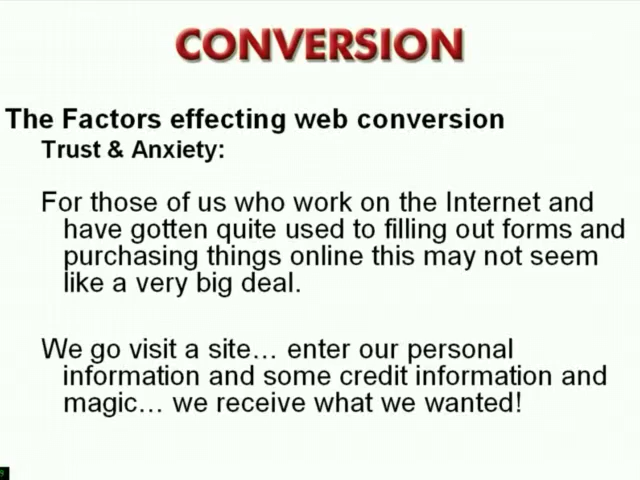 CONVERSION
The Factors effecting web conversion
Trust & Anxiety:
For those of us who work on the Internet and
have gotten quite used to filling out forms and
purchasing things online this may not seem
like a very big deal.
We go visit a site… enter our personal
information and some credit information and
magic… we receive what we wanted!